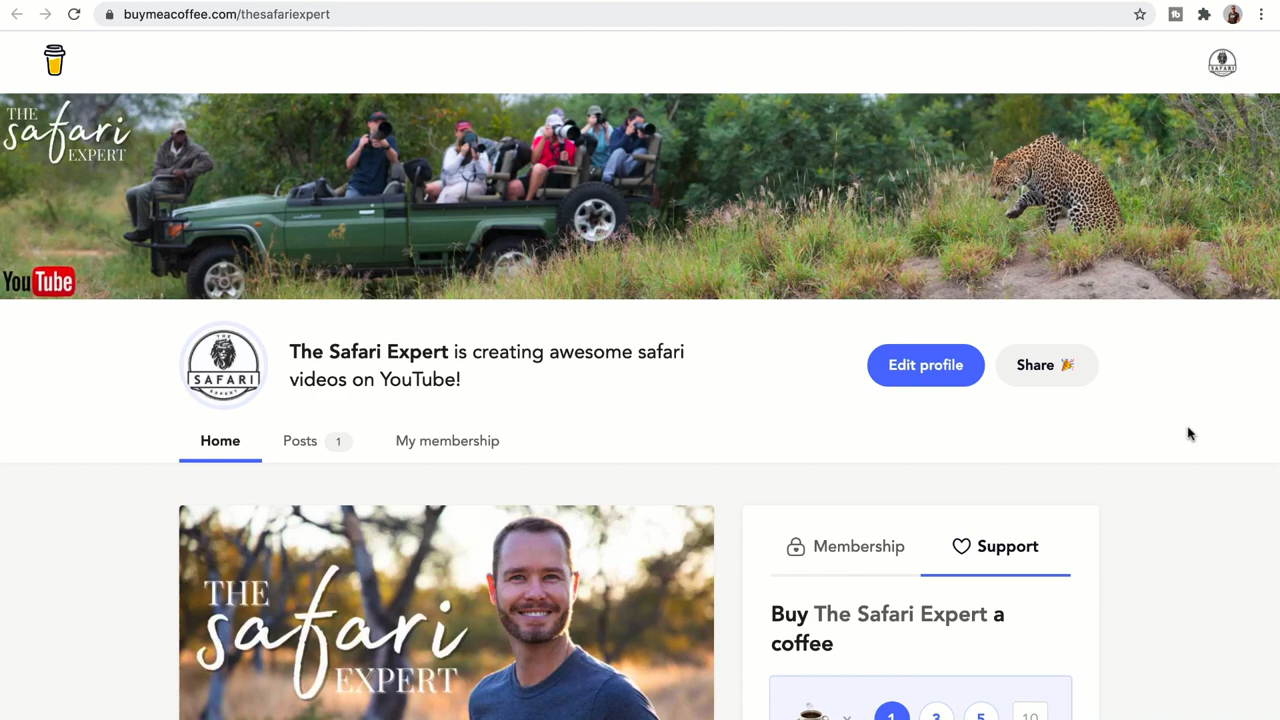 buymeacoffee.com/thesafariexpert
THE
safari
EXPERT
YouTube
THE
SAFARI
EXPERT
The Safari Expert is creating awesome safari
videos on YouTube!
Edit profile
Share
Home
Posts 1
My membership
THE
safari
EXPERT
Membership
Support
Buy The Safari Expert a
coffee
x 1 3 5 10